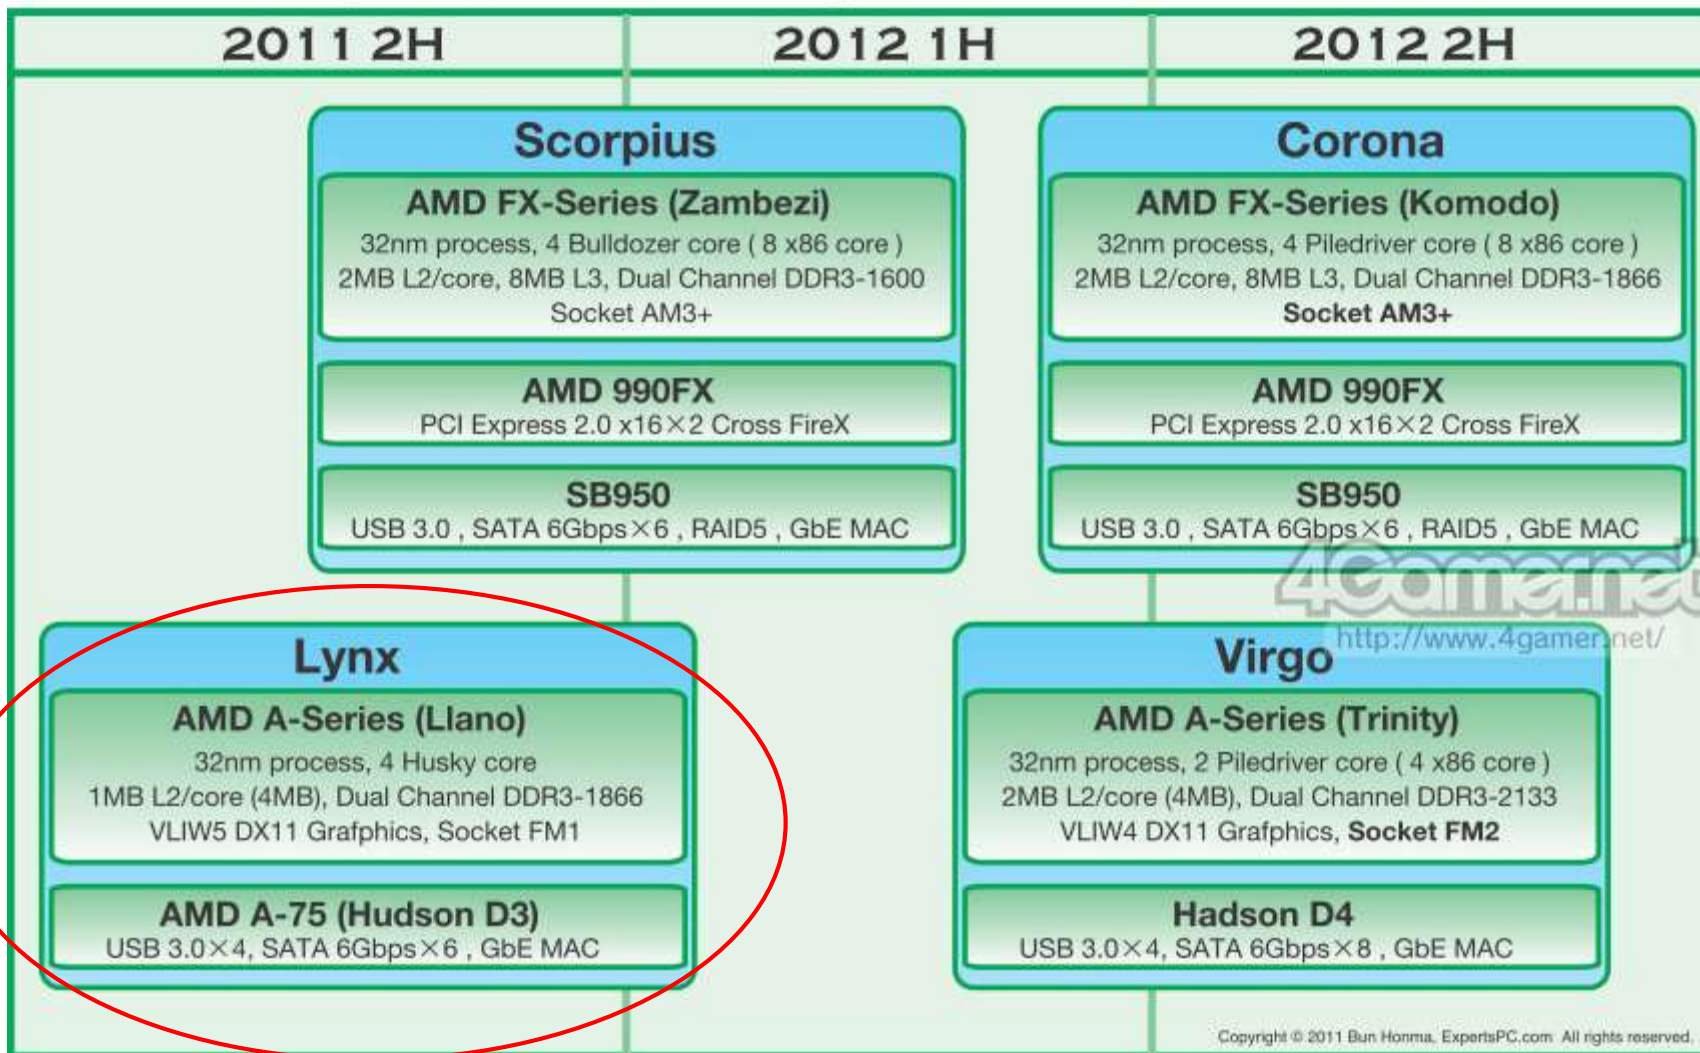 2011 2H
2012 1H
2012 2H
Scorpius
AMD FX-Series (Zambezi)
32nm process, 4 Bulldozer core ( 8 x86 core )
2MB L2/core, 8MB L3, Dual Channel DDR3-1600
Socket AM3+
AMD 990FX
PCI Express 2.0 x16×2 Cross FireX
SB950
USB 3.0 , SATA 6Gbps×6 , RAID5 , GbE MAC
Corona
AMD FX-Series (Komodo)
32nm process, 4 Piledriver core ( 8 x86 core )
2MB L2/core, 8MB L3, Dual Channel DDR3-1866
Socket AM3+
AMD 990FX
PCI Express 2.0 x16×2 Cross FireX
SB950
USB 3.0 , SATA 6Gbps×6 , RAID5 , GbE MAC
4Gamer.net
http://www.4gamer.net/
Lynx
AMD A-Series (Llano)
32nm process, 4 Husky core
1MB L2/core (4MB), Dual Channel DDR3-1866
VLIW5 DX11 Grafphics, Socket FM1
AMD A-75 (Hudson D3)
USB 3.0×4, SATA 6Gbps×6 , GbE MAC
Virgo
AMD A-Series (Trinity)
32nm process, 2 Piledriver core ( 4 x86 core )
2MB L2/core (4MB), Dual Channel DDR3-2133
VLIW4 DX11 Grafphics, Socket FM2
Hadson D4
USB 3.0×4, SATA 6Gbps×8 , GbE MAC
Copyright © 2011 Bun Honma, ExpertsPC.com All rights reserved.